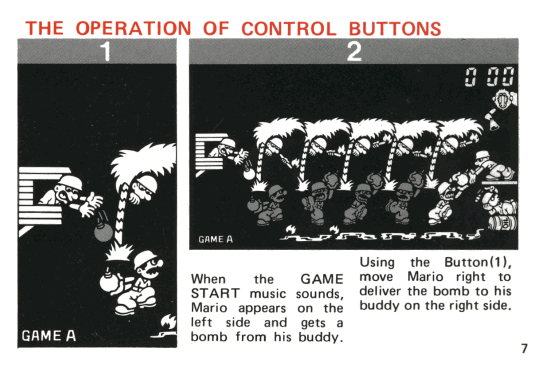 THE OPERATION OF CONTROL BUTTONS
1
GAME A
2
0 00
GAME A
When the GAME
START music sounds,
Mario appears on the
left side and gets a
bomb from his buddy.
Using the Button(1),
move Mario right to
deliver the bomb to his
buddy on the right side.
7